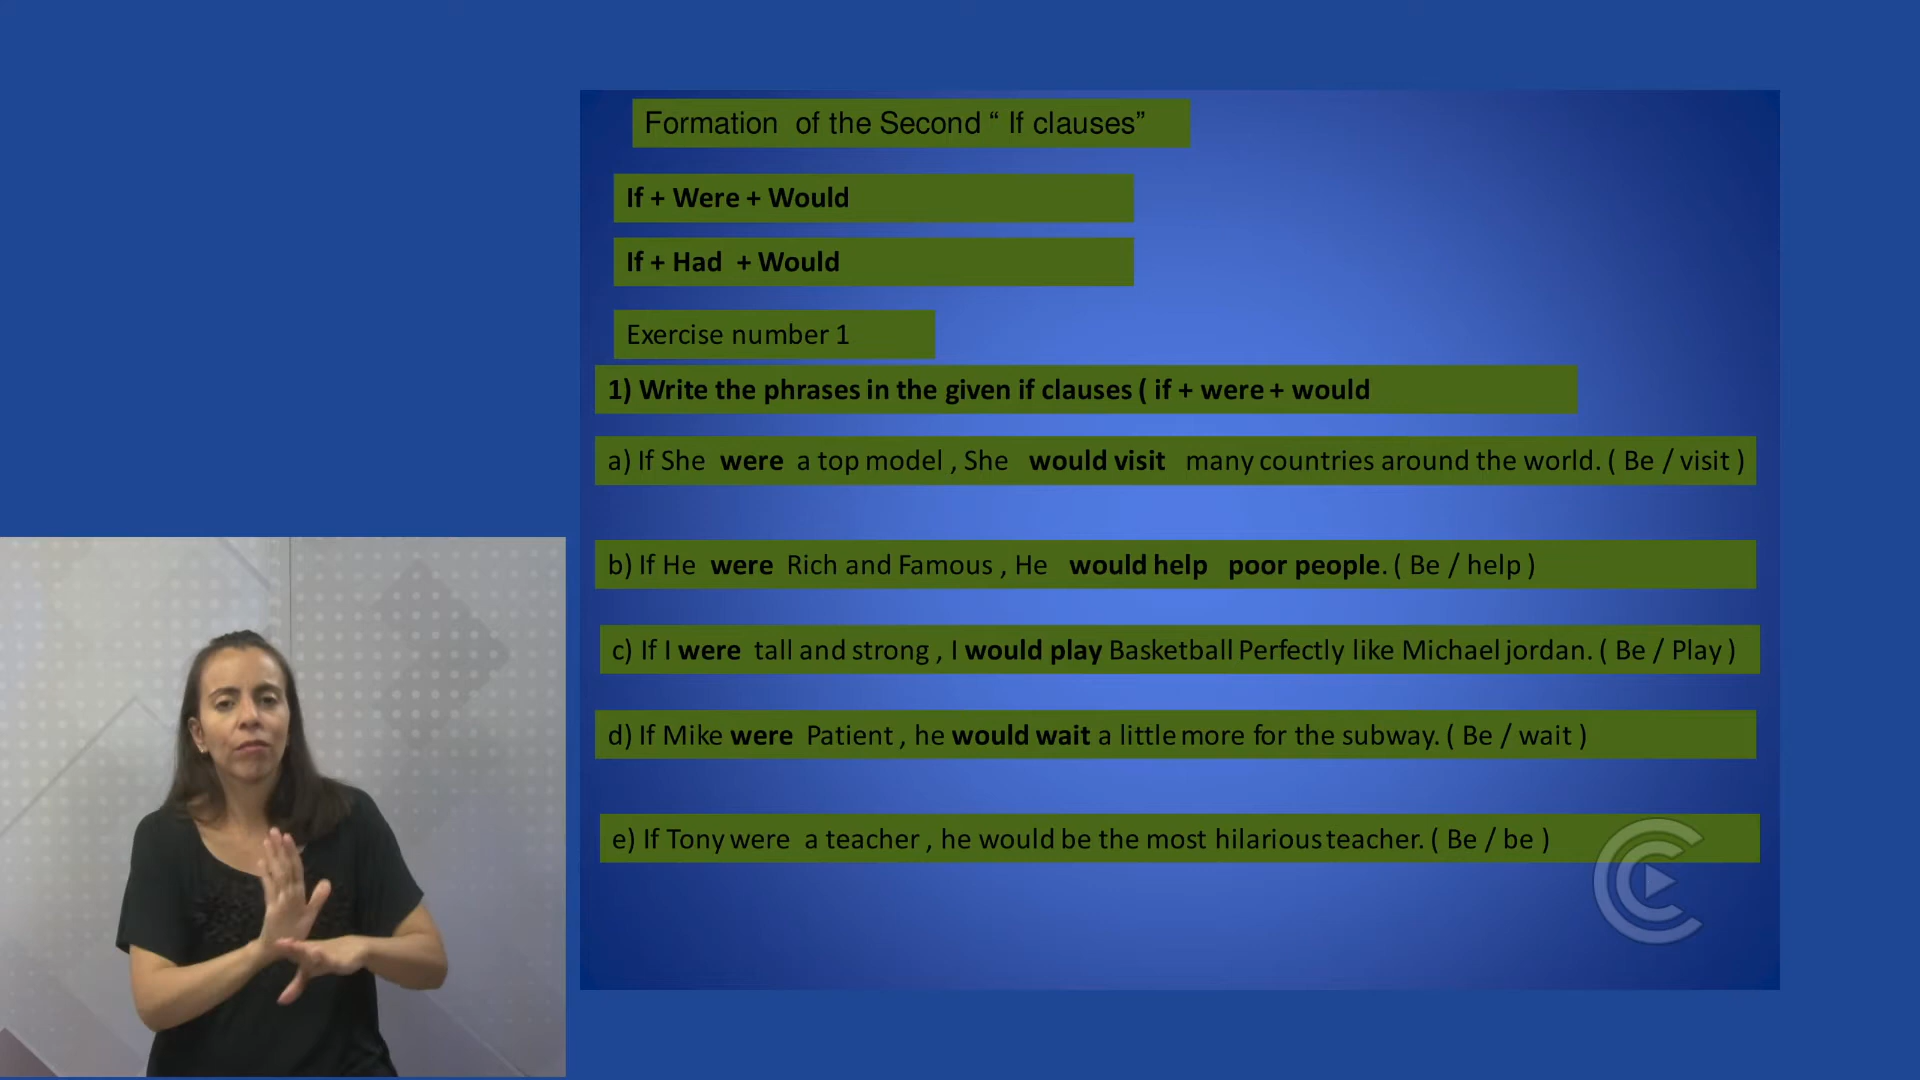 Formation of the Second “ If clauses”
If + Were + Would
If + Had + Would
Exercise number 1
1) Write the phrases in the given if clauses ( if + were + would
a) If She were a top model , She would visit many countries around the world. ( Be / visit )
b) If He were Rich and Famous , He would help poor people. ( Be / help )
c) If I were tall and strong , I would play Basketball Perfectly like Michael jordan. ( Be / Play )
d) If Mike were Patient , he would wait a little more for the subway. ( Be / wait )
e) If Tony were a teacher , he would be the most hilarious teacher. ( Be / be )